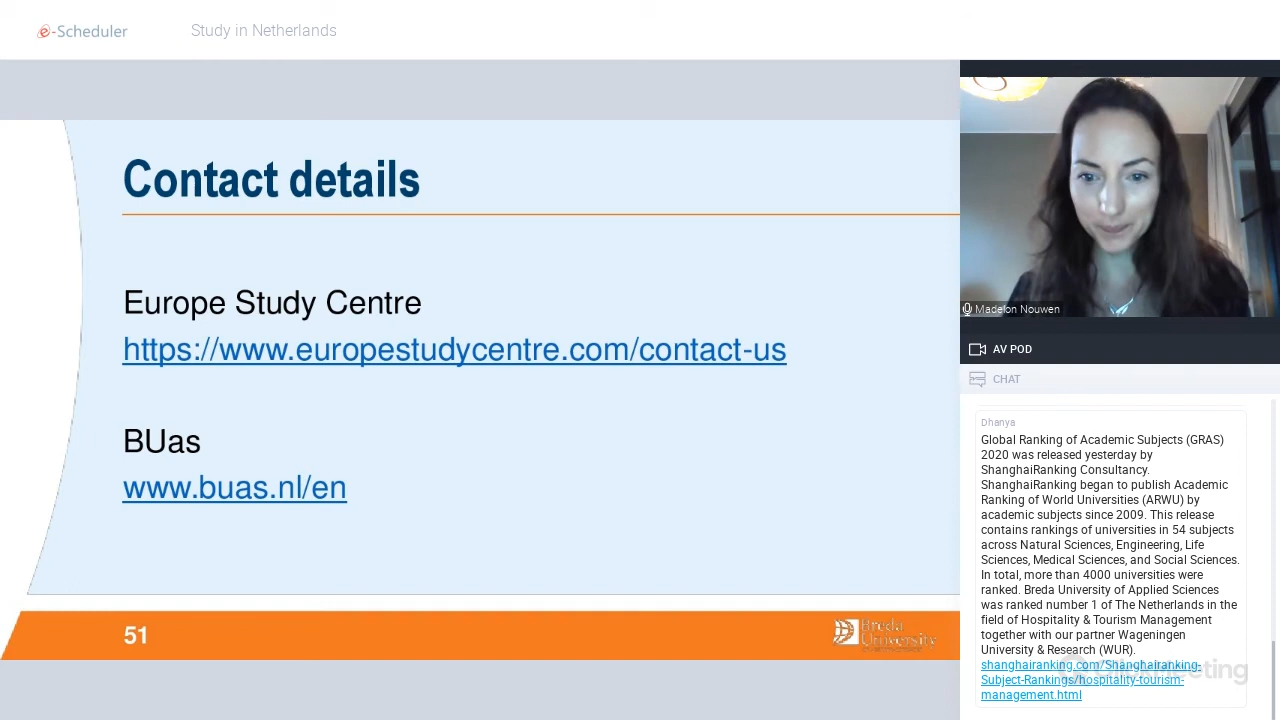 e-Scheduler
Study in Netherlands
Contact details
Europe Study Centre
https://www.europestudycentre.com/contact-us
BUas
www.buas.nl/en
51
Breda
University
Madelon Nouwen
AV POD
CHAT
Dhanya
Global Ranking of Academic Subjects (GRAS)
2020 was released yesterday by
ShanghaiRanking Consultancy.
ShanghaiRanking began to publish Academic
Ranking of World Universities (ARWU) by
academic subjects since 2009. This release
contains rankings of universities in 54 subjects
across Natural Sciences, Engineering, Life
Sciences, Medical Sciences, and Social Sciences.
In total, more than 4000 universities were
ranked. Breda University of Applied Sciences
was ranked number 1 of The Netherlands in the
field of Hospitality & Tourism Management
together with our partner Wageningen
University & Research (WUR).
shanghairanking.com/Shanghairanking-
Subject-Rankings/hospitality-tourism-
management.html
ClickMeeting